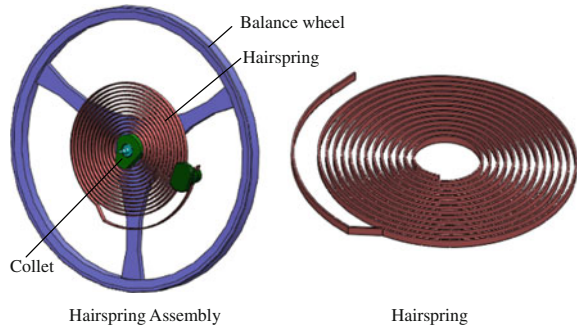 Balance wheel
Hairspring
Collet
Hairspring Assembly
Hairspring